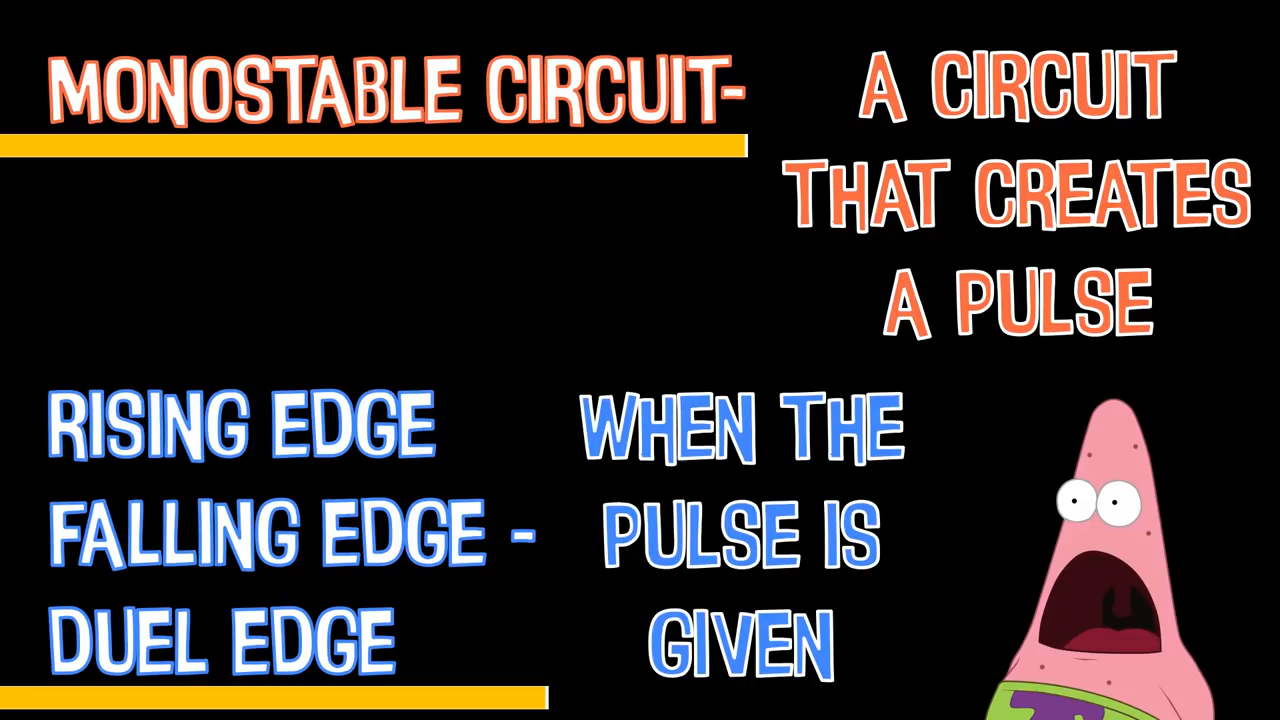 MONOSTABLE CIRCUIT-
A CIRCUIT
THAT CREATES
A PULSE
RISING EDGE
FALLING EDGE -
DUEL EDGE
WHEN THE
PULSE IS
GIVEN